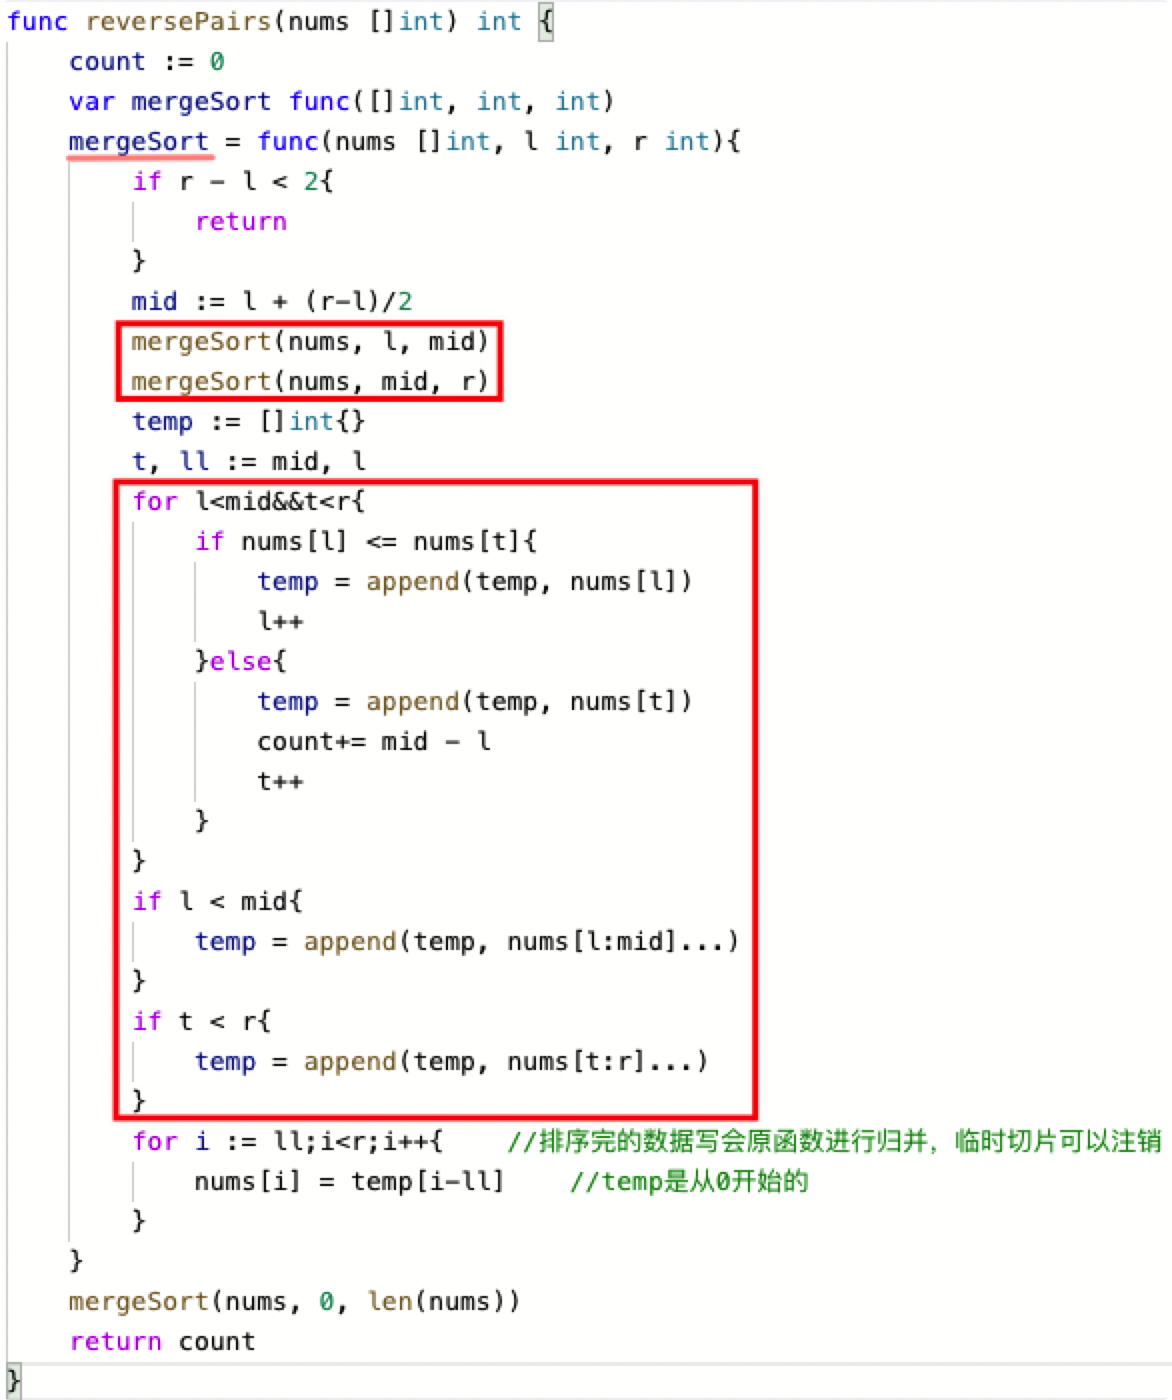 func reversePairs(nums []int) int {
    count := 0
    var mergeSort func([]int, int, int)
    mergeSort = func(nums []int, l int, r int){
        if r - l < 2{
            return
        }
        mid := l + (r-l)/2
        mergeSort(nums, l, mid)
        mergeSort(nums, mid, r)
        temp := []int{}
        t, ll := mid, l
        for l<mid&&t<r{
            if nums[l] <= nums[t]{
                temp = append(temp, nums[l])
                l++
            }else{
                temp = append(temp, nums[t])
                count+= mid - l
                t++
            }
        }
        if l < mid{
            temp = append(temp, nums[l:mid]...)
        }
        if t < r{
            temp = append(temp, nums[t:r]...)
        }
        for i := ll;i<r;i++{    //排序完的数据写会原函数进行归并，临时切片可以注销
            nums[i] = temp[i-ll]    //temp是从0开始的
        }
    }
    mergeSort(nums, 0, len(nums))
    return count
}